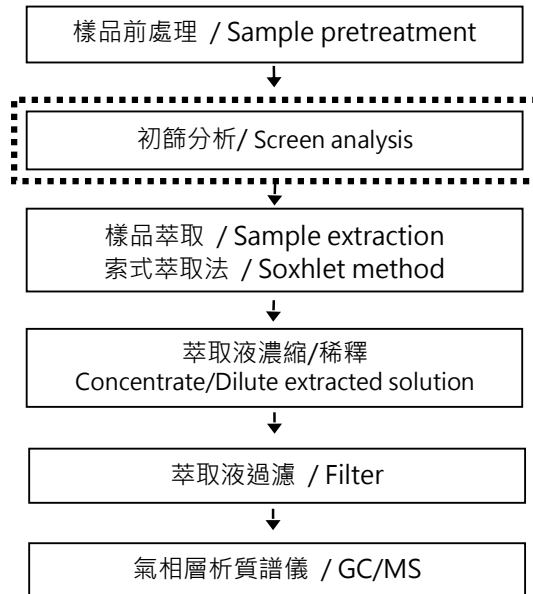 樣品前處理 / Sample pretreatment
初篩分析/ Screen analysis
樣品萃取 / Sample extraction
索式萃取法 / Soxhlet method
萃取液濃縮/稀釋
Concentrate/Dilute extracted solution
萃取液過濾 / Filter
氣相層析質譜儀 / GC/MS